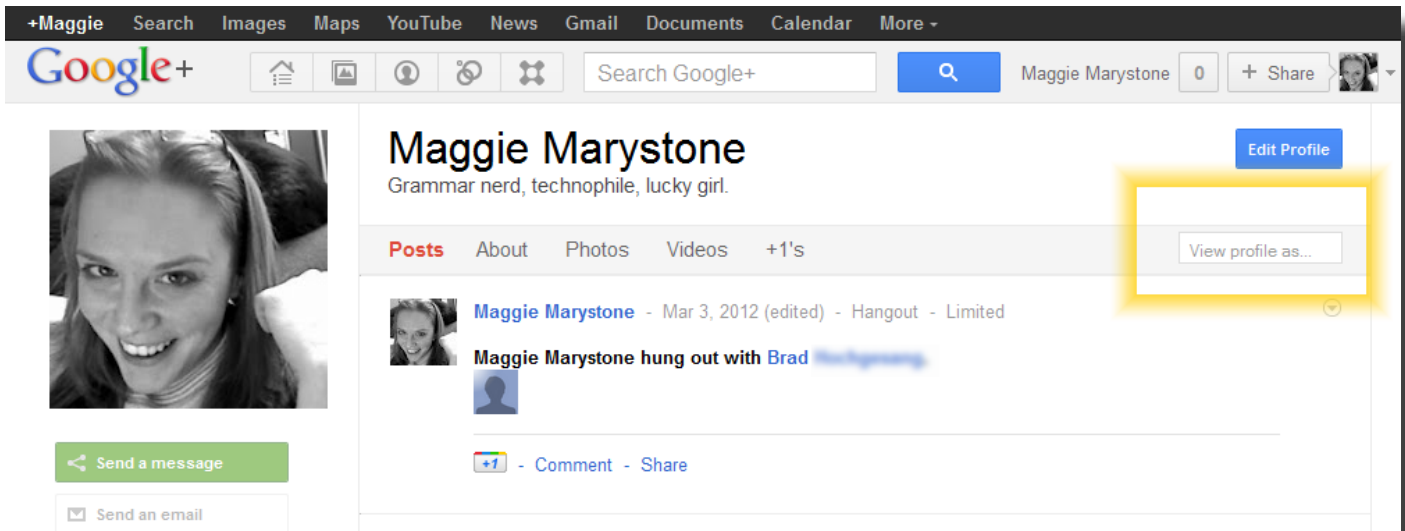 +Maggie Search Images Maps YouTube News Gmail Documents Calendar More
Google+ Search Google+ Maggie Marystone 0 + Share
Maggie Marystone Edit Profile
Grammar nerd, technophile, lucky girl.
Posts About Photos Videos +1's View profile as...
Maggie Marystone - Mar 3, 2012 (edited) - Hangout - Limited
Maggie Marystone hung out with Brad
+1 - Comment - Share
Send a message
Send an email